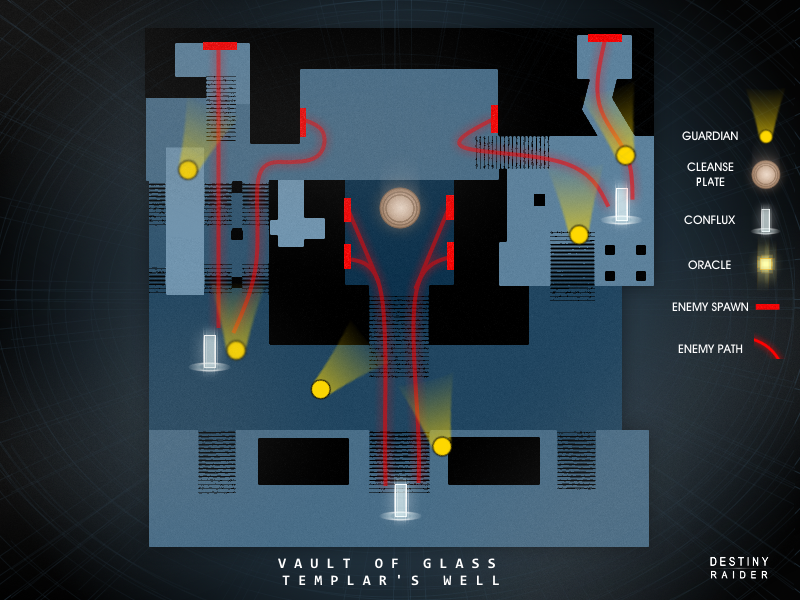 GUARDIAN
CLEANSE
PLATE
CONFLUX
ORACLE
ENEMY SPAWN
ENEMY PATH
VAULT OF GLASS
TEMPLAR'S WELL
DESTINY
RAIDER